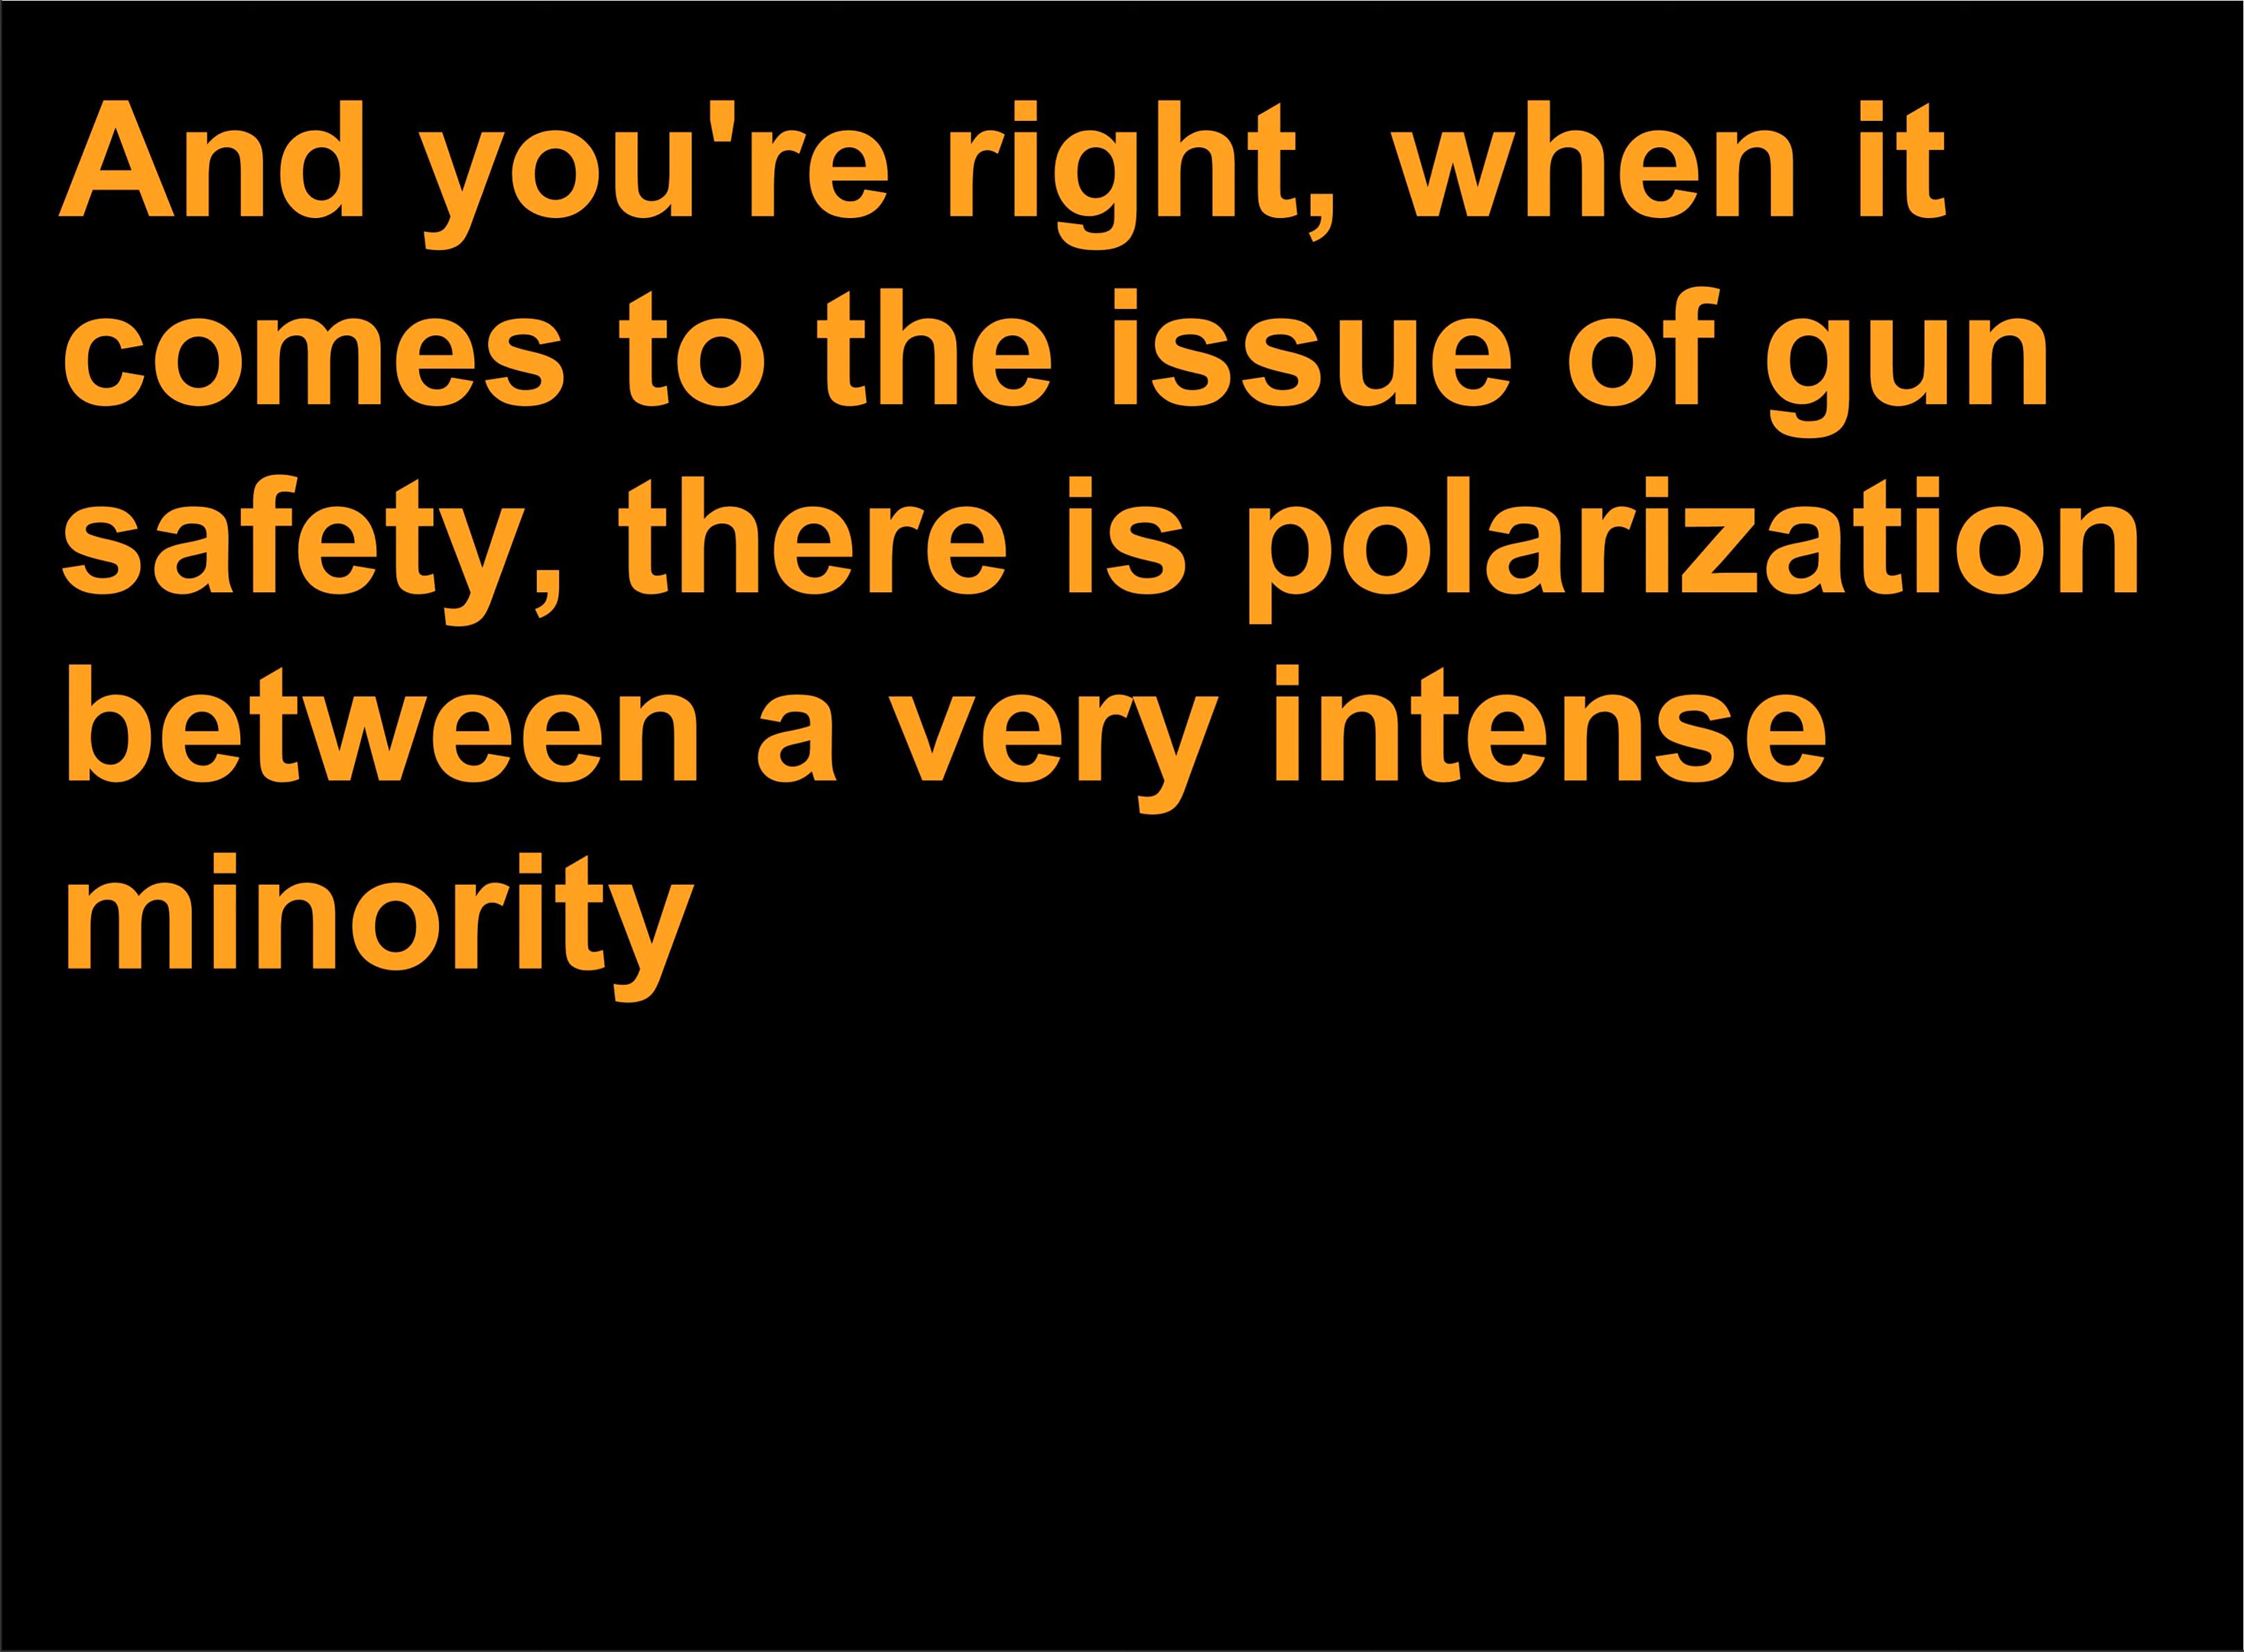 And you're right, when it
comes to the issue of gun
safety, there is polarization
between a very intense
minority